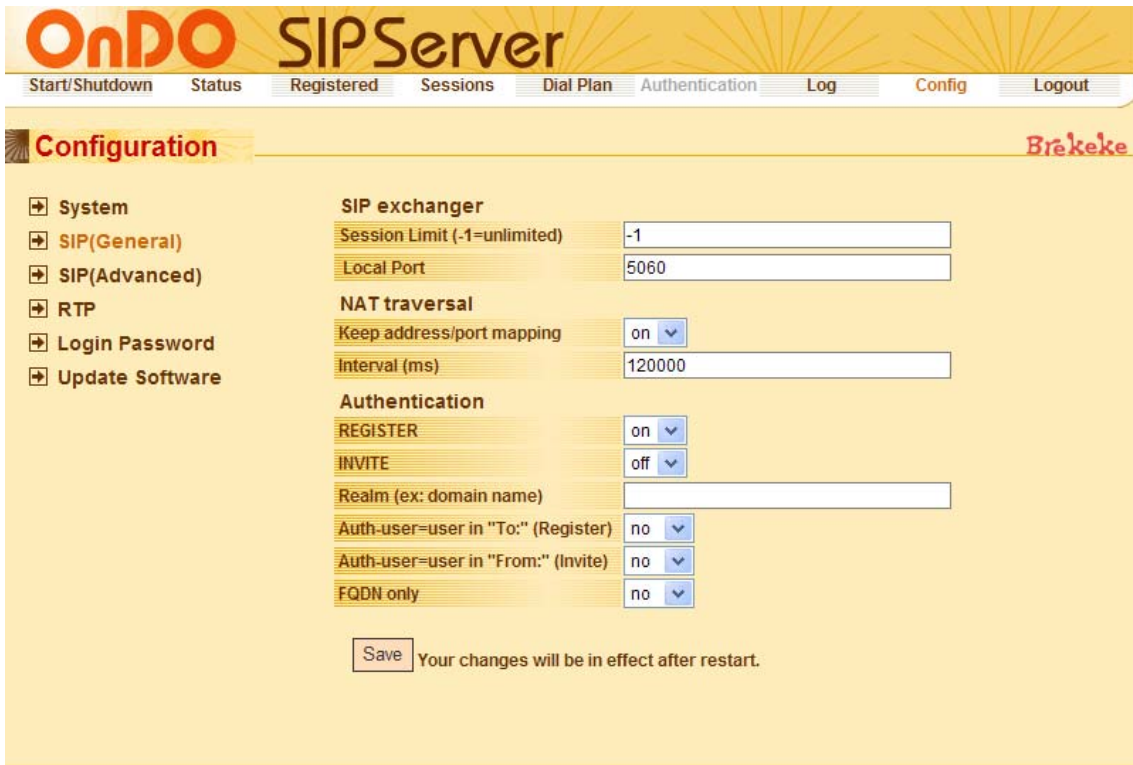 OnDO SIPServer
Start/Shutdown Status Registered Sessions Dial Plan Authentication Log Config Logout
Configuration
Brekeke
System
SIP(General)
SIP(Advanced)
RTP
Login Password
Update Software
SIP exchanger
Session Limit (-1=unlimited) -1
Local Port 5060
NAT traversal
Keep address/port mapping on
Interval (ms) 120000
Authentication
REGISTER on
INVITE off
Realm (ex: domain name)
Auth-user=user in "To:" (Register) no
Auth-user=user in "From:" (Invite) no
FQDN only no
Save Your changes will be in effect after restart.